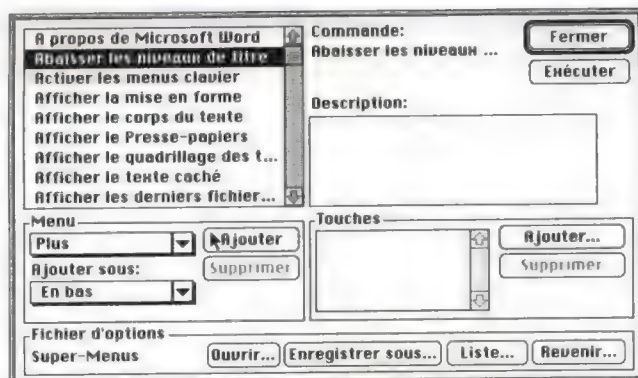 A propos de Microsoft Word
Abaisser les niveaux de titre
Activer les menus clavier
Afficher la mise en forme
Afficher le corps du texte
Afficher le Presse-papiers
Afficher le quadrillage des t...
Afficher le texte caché
Afficher les derniers fichier...
Commande:
Abaisser les niveaux ...
Fermer
Exécuter
Description:
Menu
Plus
Ajouter
Ajouter sous:
Supprimer
En bas
Touches
Ajouter...
Supprimer
Fichier d'options
Super-Menus
Ouvrir...
Enregistrer sous...
Liste...
Revenir...